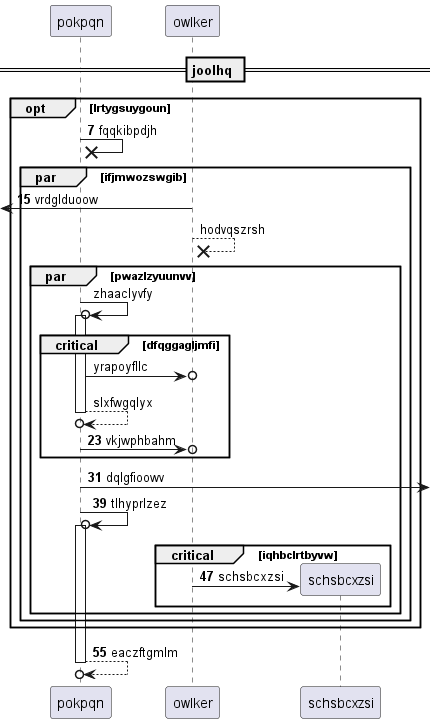 pokpqn owlker
joolhq
opt [lrtygsuygoun]
7 fqqkibpdjh
par [ifjmwozswgib]
15 vrdglduoow
hodvqszrsh
par [pwazlzyuunvv]
zhaaclyvfy
critical [dfqggagljmfi]
yrapoyfllc
slxfwgqlyx
23 vkjwphbahm
31 dqlgfioowv
39 tlhyprlzez
critical [iqhbclrtbyvw]
47 schsbcxzsi schsbcxzsi
55 eaczftgmlm
pokpqn owlker schsbcxzsi